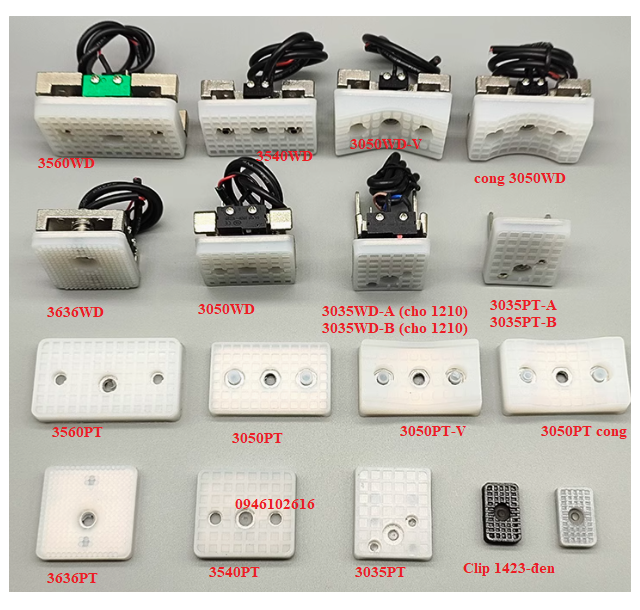 3560WD
3540WD
3050WD-V
cong 3050WD
3636WD
3050WD
3035WD-A (cho 1210)
3035WD-B (cho 1210)
3035PT-A
3035PT-B
3560PT
3050PT
3050PT-V
3050PT cong
3636PT
3540PT
0946102616
3035PT
Clip 1423-đen